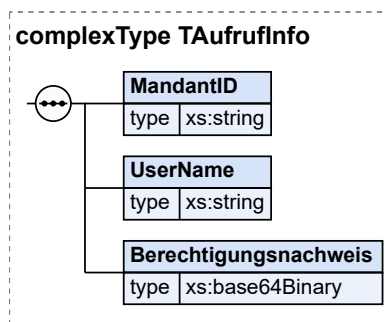 complexType TAufrufInfo
MandantID
type xs:string
UserName
type xs:string
Berechtigungsnachweis
type xs:base64Binary